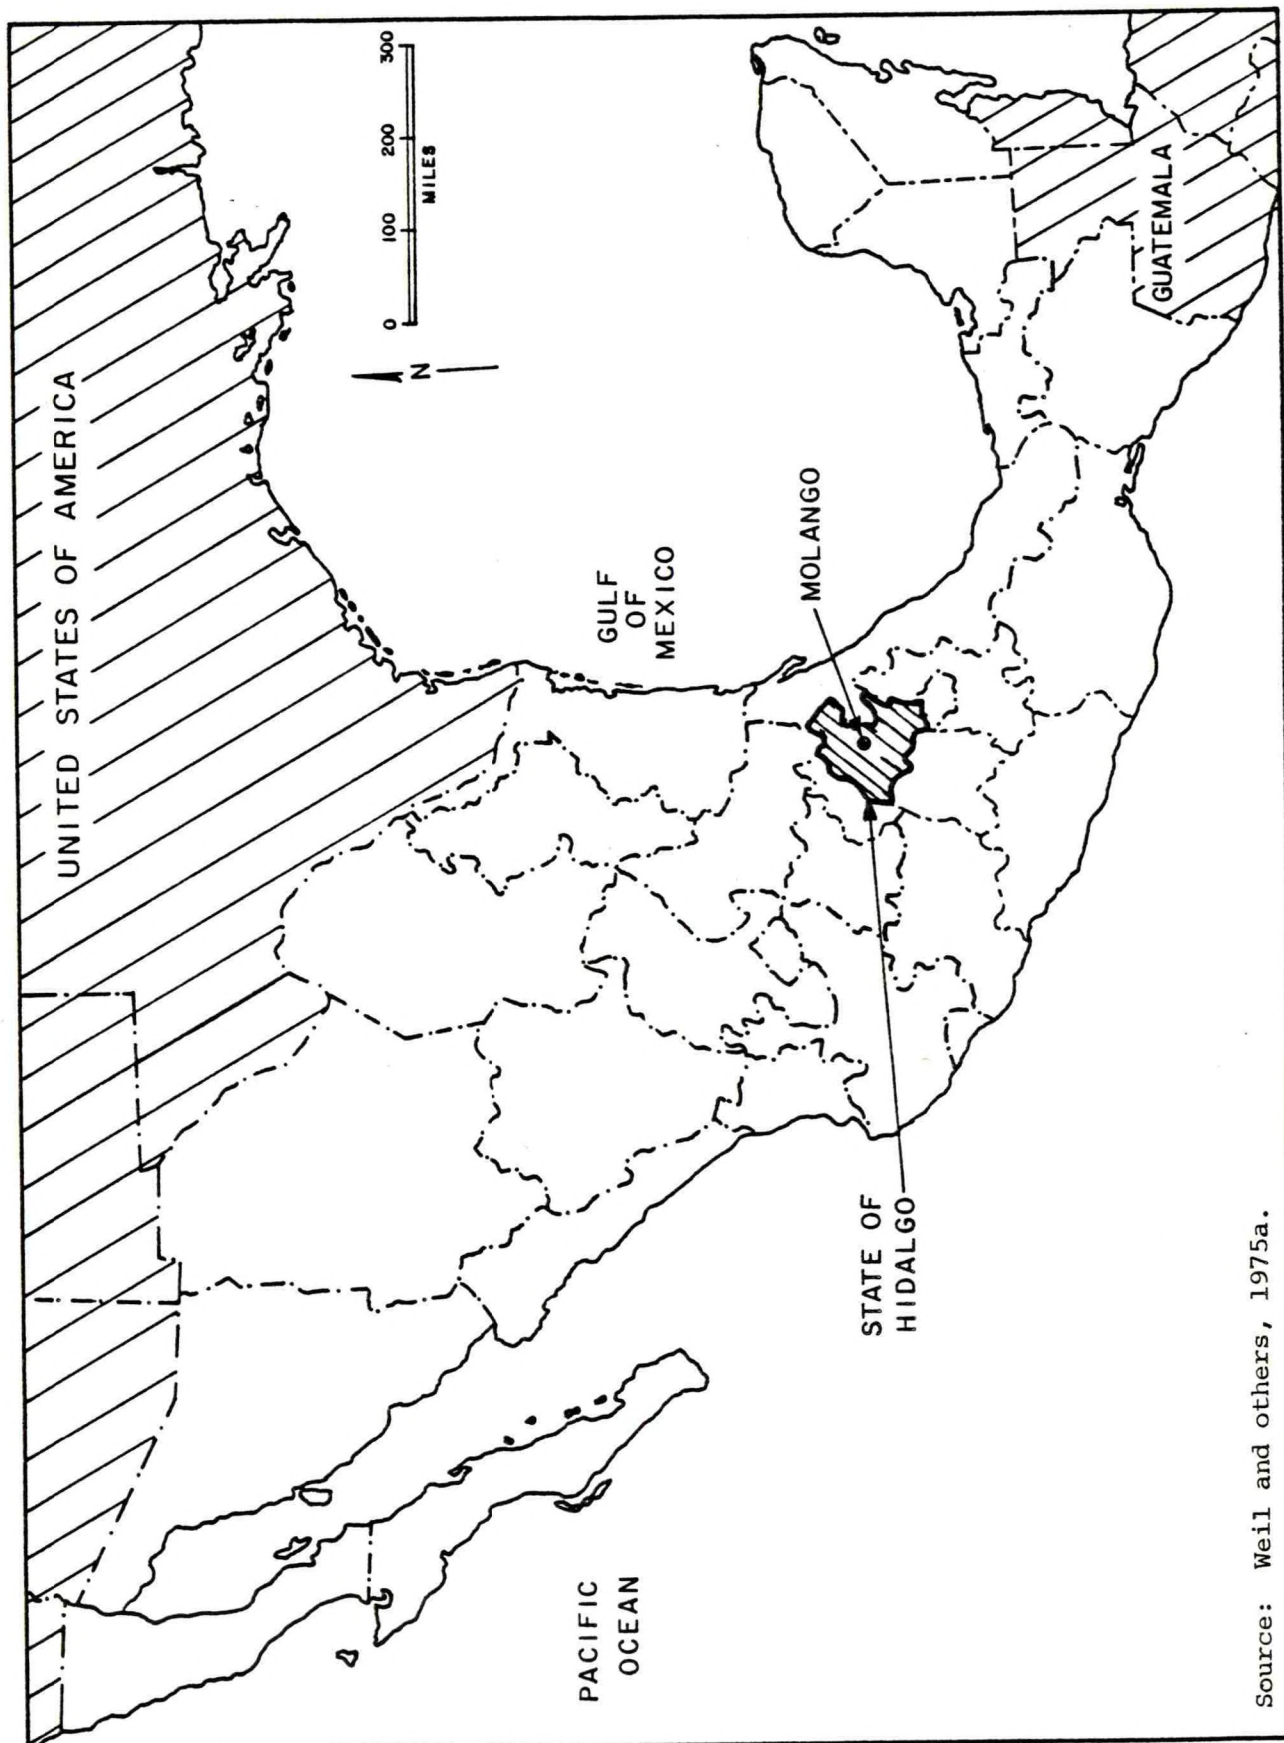 UNITED STATES OF AMERICA
0 100 200 300
MILES
N
GULF
OF
MEXICO
MOLANGO
GUATEMALA
STATE OF
HIDALGO
PACIFIC
OCEAN
Source: Weil and others, 1975a.